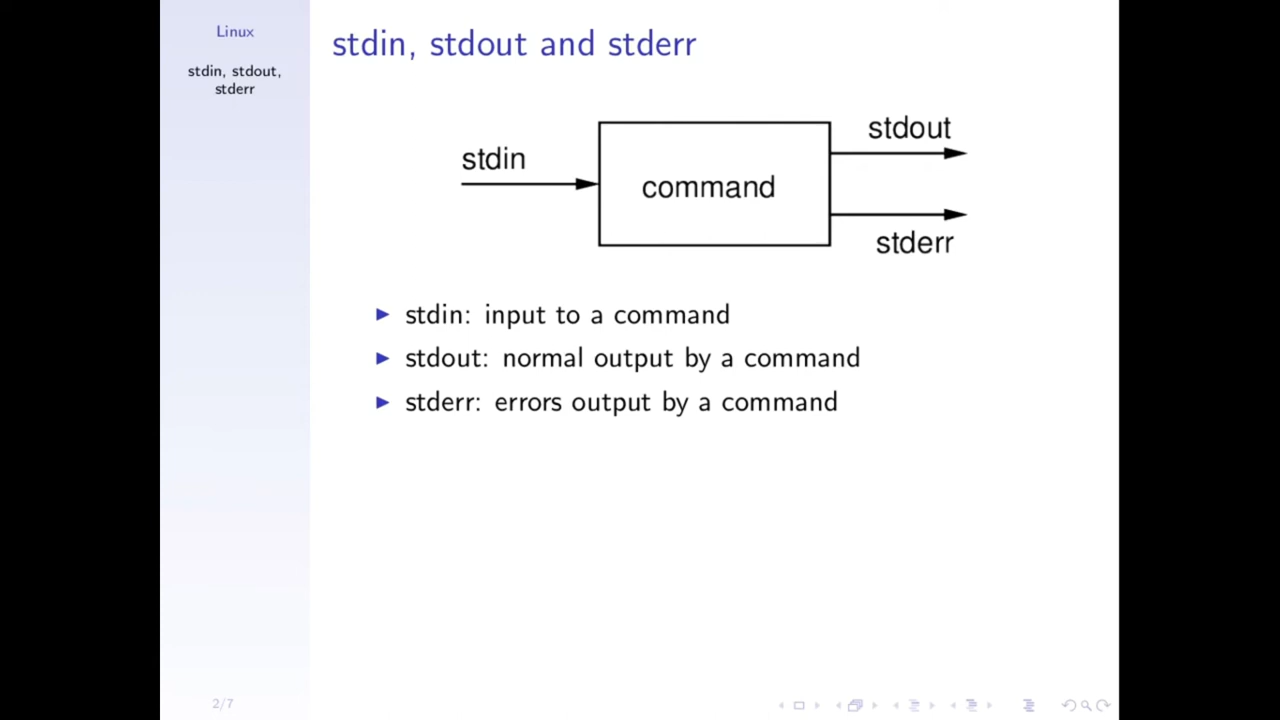 Linux
stdin, stdout,
stderr
stdin, stdout and stderr
stdin
command
stdout
stderr
stdin: input to a command
stdout: normal output by a command
stderr: errors output by a command
2/7